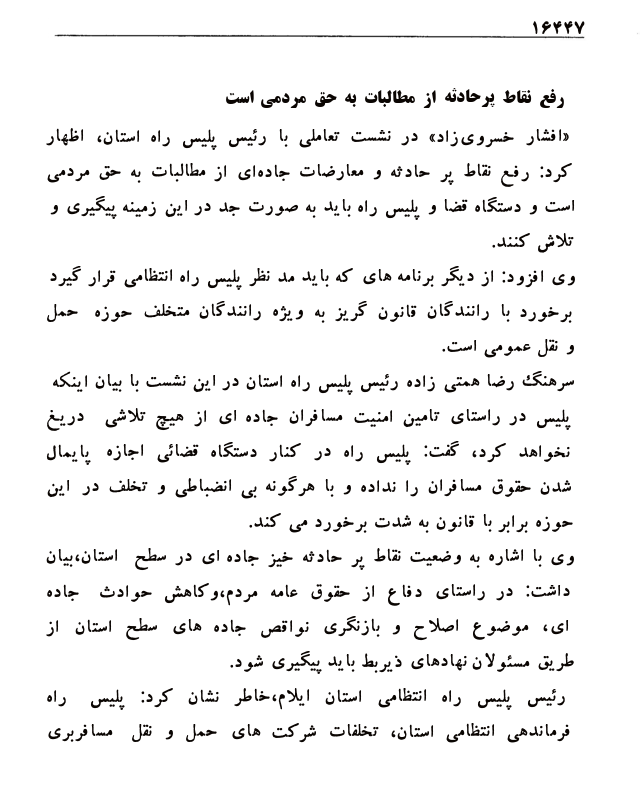 ۱۶۴۴۷
رفع نقاط پرحادثه از مطالبات به حق مردمی است
«افشار خسروی‌زاد» در نشست تعاملی با رئیس پلیس راه استان، اظهار
کرد: رفع نقاط پر حادثه و معارضات جاده‌ای از مطالبات به حق مردمی
است و دستگاه قضا و پلیس راه باید به صورت جد در این زمینه پیگیری و
تلاش کنند.
وی افزود: از دیگر برنامه های که باید مد نظر پلیس راه انتظامی قرار گیرد
برخورد با رانندگان قانون گریز به ویژه رانندگان متخلف حوزه حمل
و نقل عمومی است.
سرهنگ رضا همتی زاده رئیس پلیس راه استان در این نشست با بیان اینکه
پلیس در راستای تامین امنیت مسافران جاده ای از هیچ تلاشی دریغ
نخواهد کرد، گفت: پلیس راه در کنار دستگاه قضائی اجازه پایمال
شدن حقوق مسافران را نداده و با هرگونه بی انضباطی و تخلف در این
حوزه برابر با قانون به شدت برخورد می کند.
وی با اشاره به وضعیت نقاط پر حادثه خیز جاده ای در سطح استان،بیان
داشت: در راستای دفاع از حقوق عامه مردم،وکاهش حوادث جاده
ای، موضوع اصلاح و بازنگری نواقص جاده های سطح استان از
طریق مسئولان نهادهای ذیربط باید پیگیری شود.
رئیس پلیس راه انتظامی استان ایلام،خاطر نشان کرد: پلیس راه
فرماندهی انتظامی استان، تخلفات شرکت های حمل و نقل مسافربری